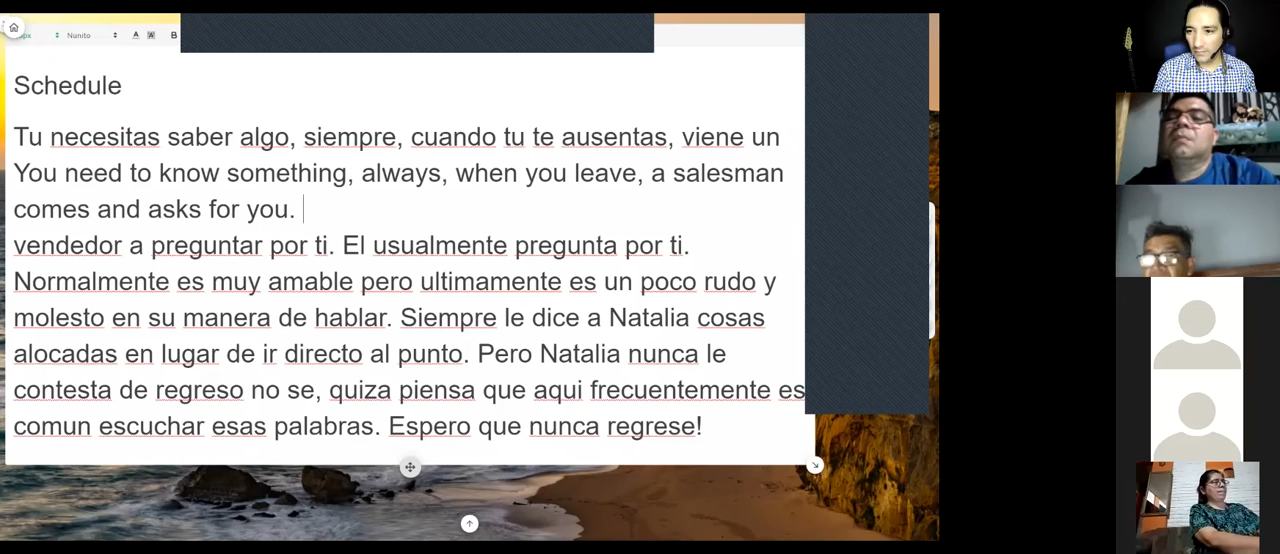 Nunito
A
A
B
Schedule
Tu necesitas saber algo, siempre, cuando tu te ausentas, viene un
You need to know something, always, when you leave, a salesman
comes and asks for you.
vendedor a preguntar por ti. El usualmente pregunta por ti.
Normalmente es muy amable pero ultimamente es un poco rudo y
molesto en su manera de hablar. Siempre le dice a Natalia cosas
alocadas en lugar de ir directo al punto. Pero Natalia nunca le
contesta de regreso no se, quiza piensa que aqui frecuentemente es
comun escuchar esas palabras. Espero que nunca regrese!